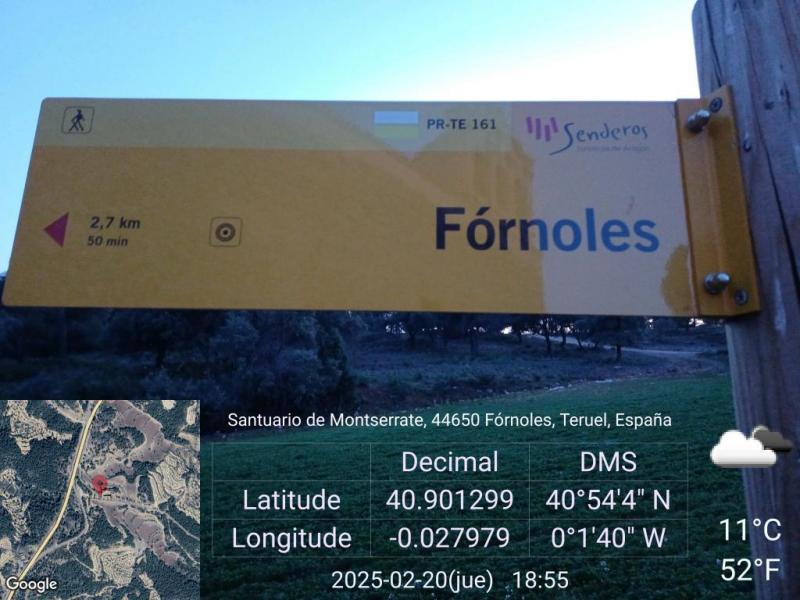 PR-TE 161
Senderos
Turísticos de Aragón
2,7 km
50 min
Fórnoles
Santuario de Montserrate, 44650 Fórnoles, Teruel, España
Decimal DMS
Latitude 40.901299 40°54'4" N
Longitude -0.027979 0°1'40" W
2025-02-20(jue) 18:55
11°C
52°F
Google